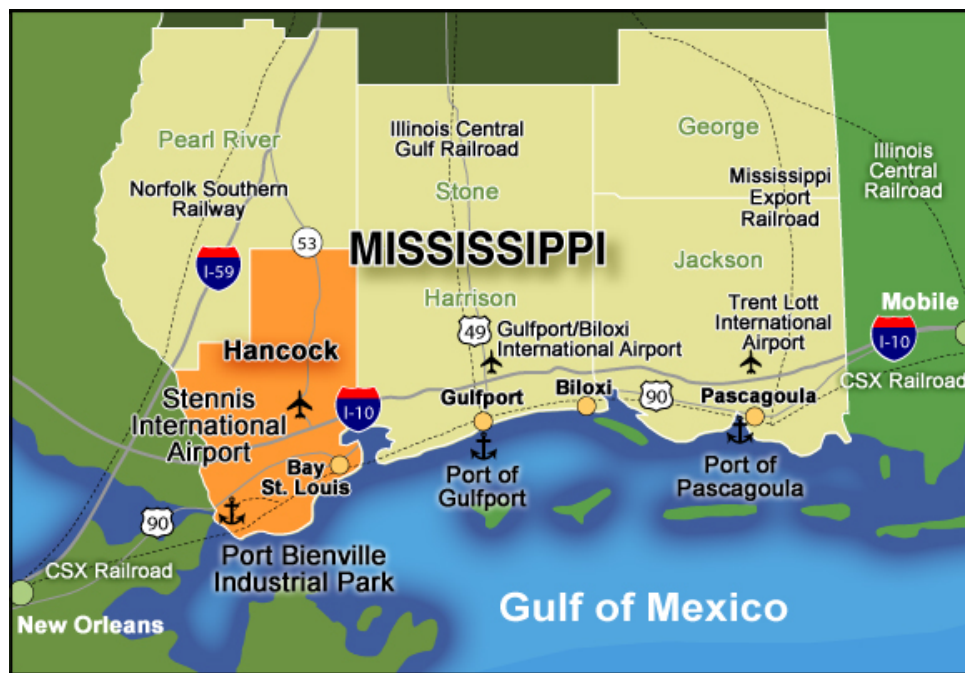 Pearl River
Illinois Central
Gulf Railroad
George
Illinois
Central
Railroad
Norfolk Southern
Railway
Stone
Mississippi
Export
Railroad
53
MISSISSIPPI
I-59
Jackson
Harrison
Trent Lott
International
Airport
Mobile
49
Gulfport/Biloxi
International Airport
I-10
Hancock
CSX Railroad
Stennis
International
Airport
I-10
Gulfport
Biloxi
90
Pascagoula
Bay
St. Louis
Port of
Gulfport
Port of
Pascagoula
90
Port Bienville
Industrial Park
CSX Railroad
Gulf of Mexico
New Orleans